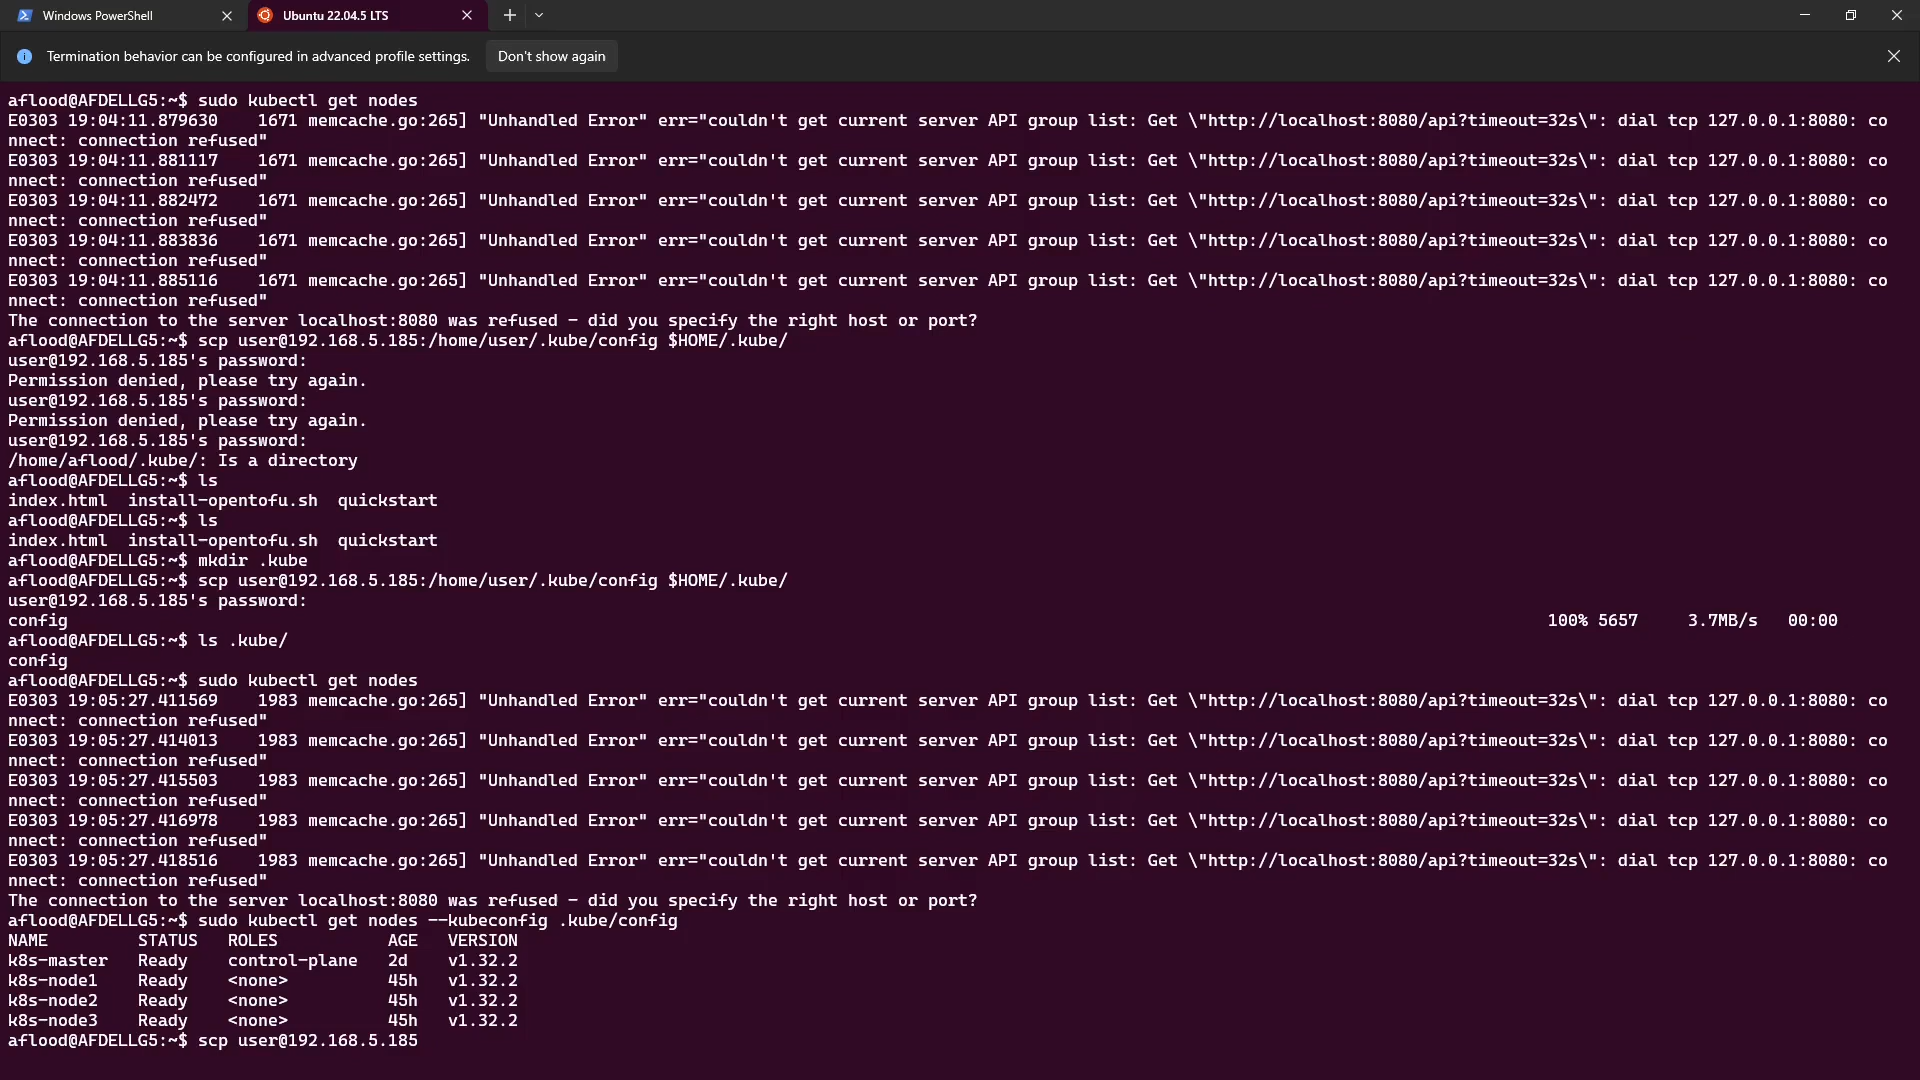 Windows PowerShell
Ubuntu 22.04.5 LTS
Termination behavior can be configured in advanced profile settings. Don't show again
aflood@AFDELLG5:~$ sudo kubectl get nodes
E0303 19:04:11.879630    1671 memcache.go:265] "Unhandled Error" err="couldn't get current server API group list: Get \"http://localhost:8080/api?timeout=32s\": dial tcp 127.0.0.1:8080: co
nnect: connection refused"
E0303 19:04:11.881117    1671 memcache.go:265] "Unhandled Error" err="couldn't get current server API group list: Get \"http://localhost:8080/api?timeout=32s\": dial tcp 127.0.0.1:8080: co
nnect: connection refused"
E0303 19:04:11.882472    1671 memcache.go:265] "Unhandled Error" err="couldn't get current server API group list: Get \"http://localhost:8080/api?timeout=32s\": dial tcp 127.0.0.1:8080: co
nnect: connection refused"
E0303 19:04:11.883836    1671 memcache.go:265] "Unhandled Error" err="couldn't get current server API group list: Get \"http://localhost:8080/api?timeout=32s\": dial tcp 127.0.0.1:8080: co
nnect: connection refused"
E0303 19:04:11.885116    1671 memcache.go:265] "Unhandled Error" err="couldn't get current server API group list: Get \"http://localhost:8080/api?timeout=32s\": dial tcp 127.0.0.1:8080: co
nnect: connection refused"
The connection to the server localhost:8080 was refused - did you specify the right host or port?
aflood@AFDELLG5:~$ scp user@192.168.5.185:/home/user/.kube/config $HOME/.kube/
user@192.168.5.185's password:
Permission denied, please try again.
user@192.168.5.185's password:
Permission denied, please try again.
user@192.168.5.185's password:
/home/aflood/.kube/: Is a directory
aflood@AFDELLG5:~$ ls
index.html  install-opentofu.sh  quickstart
aflood@AFDELLG5:~$ ls
index.html  install-opentofu.sh  quickstart
aflood@AFDELLG5:~$ mkdir .kube
aflood@AFDELLG5:~$ scp user@192.168.5.185:/home/user/.kube/config $HOME/.kube/
user@192.168.5.185's password:
config    100% 5657     3.7MB/s   00:00
aflood@AFDELLG5:~$ ls .kube/
config
aflood@AFDELLG5:~$ sudo kubectl get nodes
E0303 19:05:27.411569    1983 memcache.go:265] "Unhandled Error" err="couldn't get current server API group list: Get \"http://localhost:8080/api?timeout=32s\": dial tcp 127.0.0.1:8080: co
nnect: connection refused"
E0303 19:05:27.414013    1983 memcache.go:265] "Unhandled Error" err="couldn't get current server API group list: Get \"http://localhost:8080/api?timeout=32s\": dial tcp 127.0.0.1:8080: co
nnect: connection refused"
E0303 19:05:27.415503    1983 memcache.go:265] "Unhandled Error" err="couldn't get current server API group list: Get \"http://localhost:8080/api?timeout=32s\": dial tcp 127.0.0.1:8080: co
nnect: connection refused"
E0303 19:05:27.416978    1983 memcache.go:265] "Unhandled Error" err="couldn't get current server API group list: Get \"http://localhost:8080/api?timeout=32s\": dial tcp 127.0.0.1:8080: co
nnect: connection refused"
E0303 19:05:27.418516    1983 memcache.go:265] "Unhandled Error" err="couldn't get current server API group list: Get \"http://localhost:8080/api?timeout=32s\": dial tcp 127.0.0.1:8080: co
nnect: connection refused"
The connection to the server localhost:8080 was refused - did you specify the right host or port?
aflood@AFDELLG5:~$ sudo kubectl get nodes --kubeconfig .kube/config
NAME         STATUS   ROLES           AGE   VERSION
k8s-master   Ready    control-plane   2d    v1.32.2
k8s-node1    Ready    <none>          45h   v1.32.2
k8s-node2    Ready    <none>          45h   v1.32.2
k8s-node3    Ready    <none>          45h   v1.32.2
aflood@AFDELLG5:~$ scp user@192.168.5.185